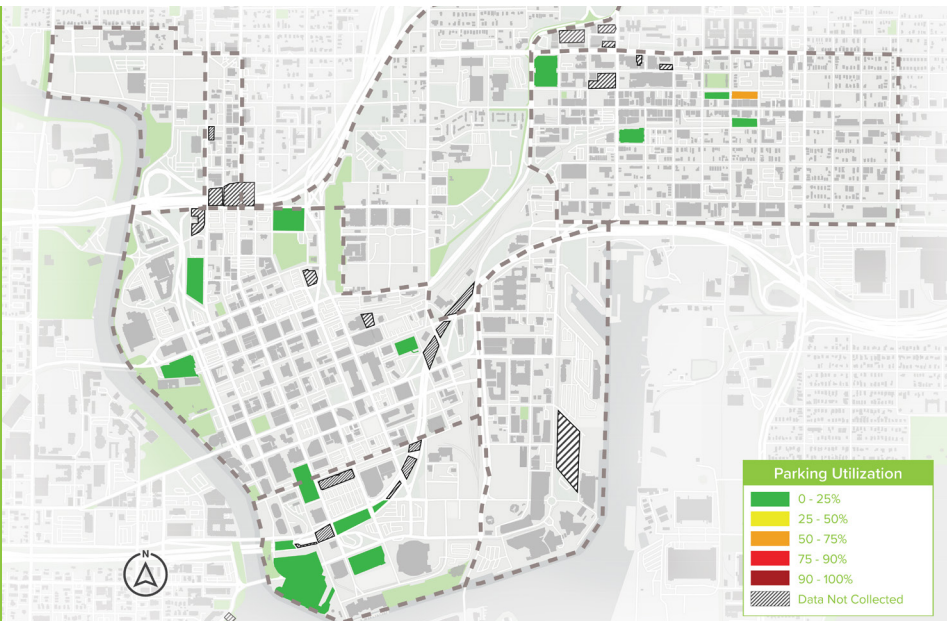 N
Parking Utilization
0 - 25%
25 - 50%
50 - 75%
75 - 90%
90 - 100%
Data Not Collected